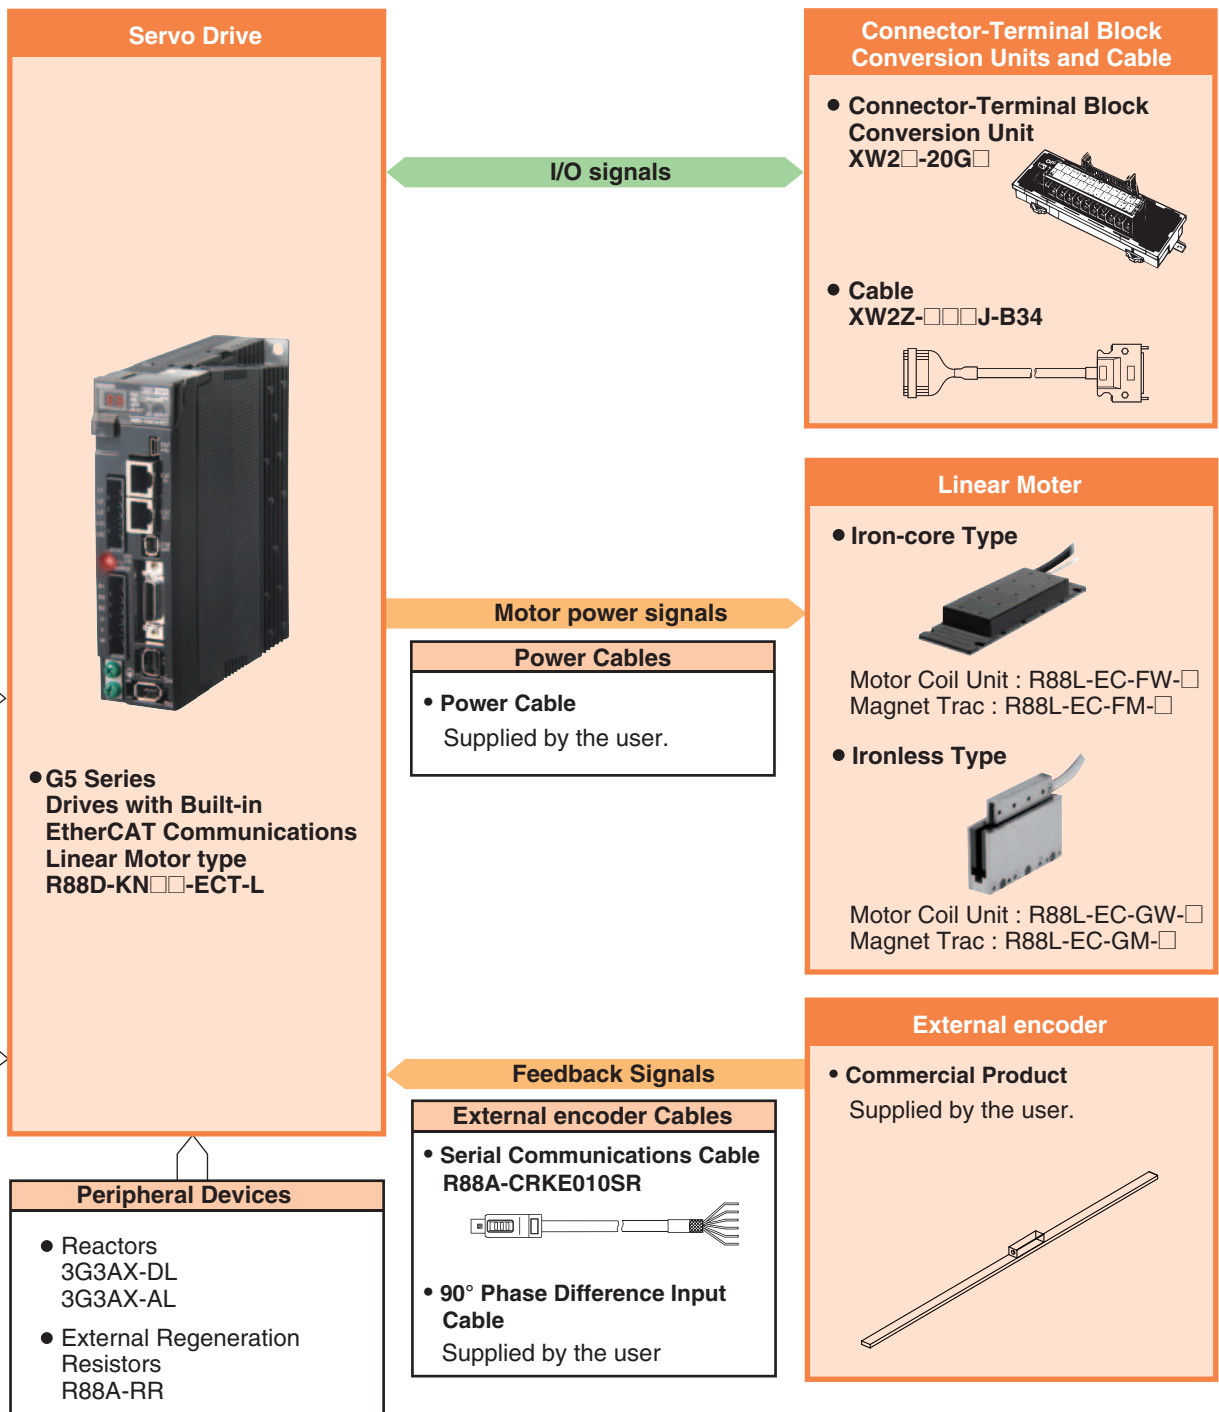 Servo Drive
● G5 Series
Drives with Built-in
EtherCAT Communications
Linear Motor type
R88D-KN□□-ECT-L
I/O signals
Connector-Terminal Block
Conversion Units and Cable
● Connector-Terminal Block
Conversion Unit
XW2□-20G□
● Cable
XW2Z-□□□J-B34
Motor power signals
Power Cables
• Power Cable
Supplied by the user.
Linear Moter
● Iron-core Type
Motor Coil Unit : R88L-EC-FW-□
Magnet Trac : R88L-EC-FM-□
● Ironless Type
Motor Coil Unit : R88L-EC-GW-□
Magnet Trac : R88L-EC-GM-□
Feedback Signals
External encoder Cables
• Serial Communications Cable
R88A-CRKE010SR
• 90° Phase Difference Input
Cable
Supplied by the user
External encoder
• Commercial Product
Supplied by the user.
Peripheral Devices
● Reactors
3G3AX-DL
3G3AX-AL
● External Regeneration
Resistors
R88A-RR